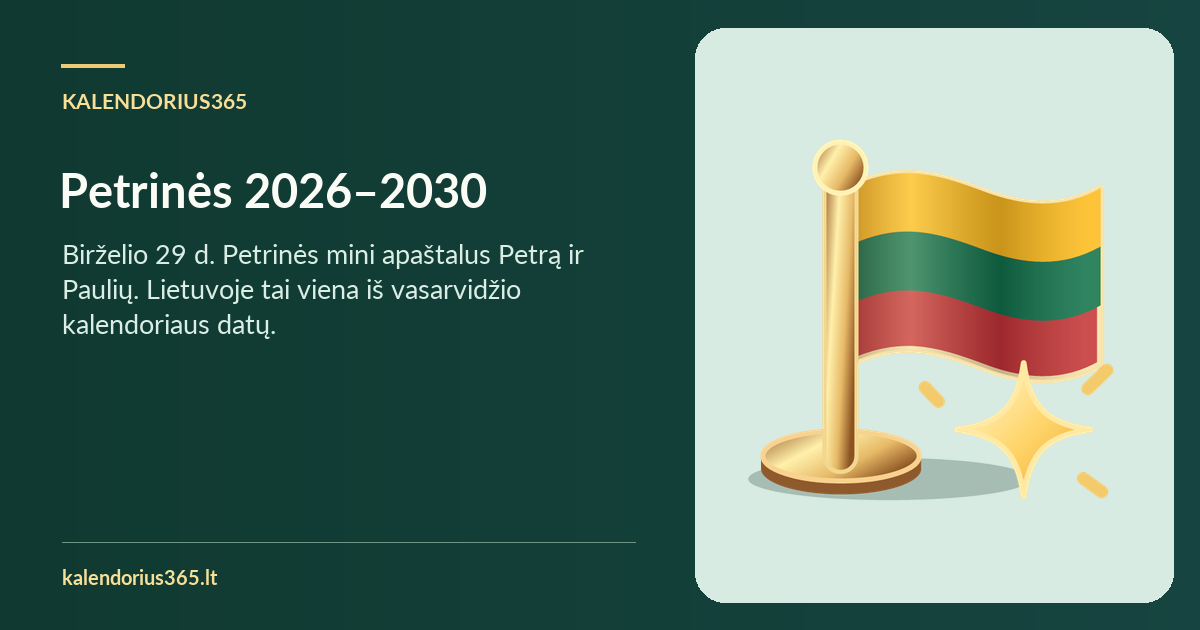 KALENDORIUS365
Petrinės 2026–2030
Birželio 29 d. Petrinės mini apaštalus Petrą ir
Paulių. Lietuvoje tai viena iš vasarvidžio
kalendoriaus datų.
kalendorius365.lt